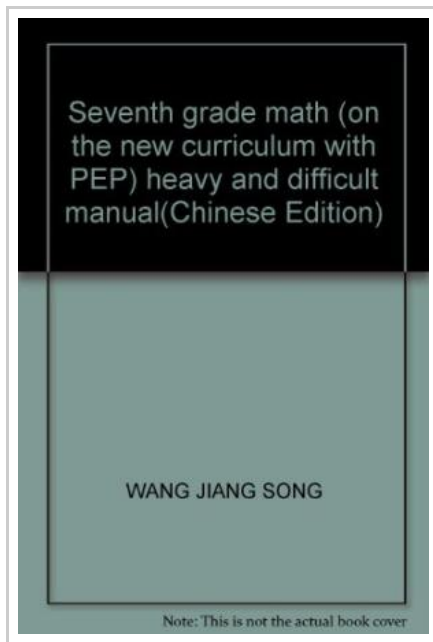 Seventh grade math (on
the new curriculum with
PEP) heavy and difficult
manual(Chinese Edition)
WANG JIANG SONG
Note: This is not the actual book cover